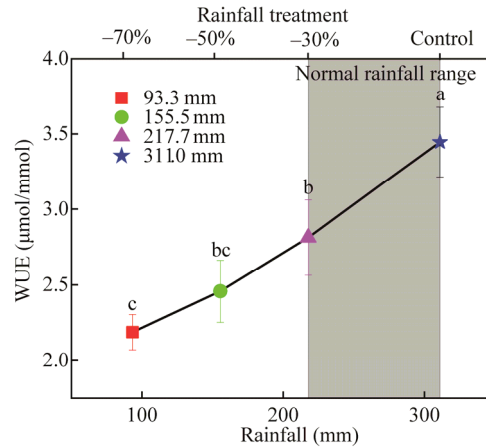 Rainfall treatment
−70% −50% −30% Control
4.0
3.5
3.0
2.5
2.0
WUE (μmol/mmol)
Normal rainfall range
93.3 mm
155.5 mm
217.7 mm
311.0 mm
a
b
bc
c
100 200 300
Rainfall (mm)